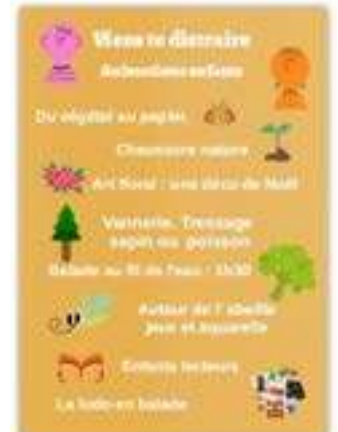 Viens te distraire
Animations enfants
Du végétal au papier
Chaussure nature
Art floral : une déco de Noël
Vannerie, Tressage
sapin ou poisson
Balade au fil de l'eau : 1h30
Autour de l'abeille
jeux et aquarelle
Enfants lecteurs
La ludo en balade